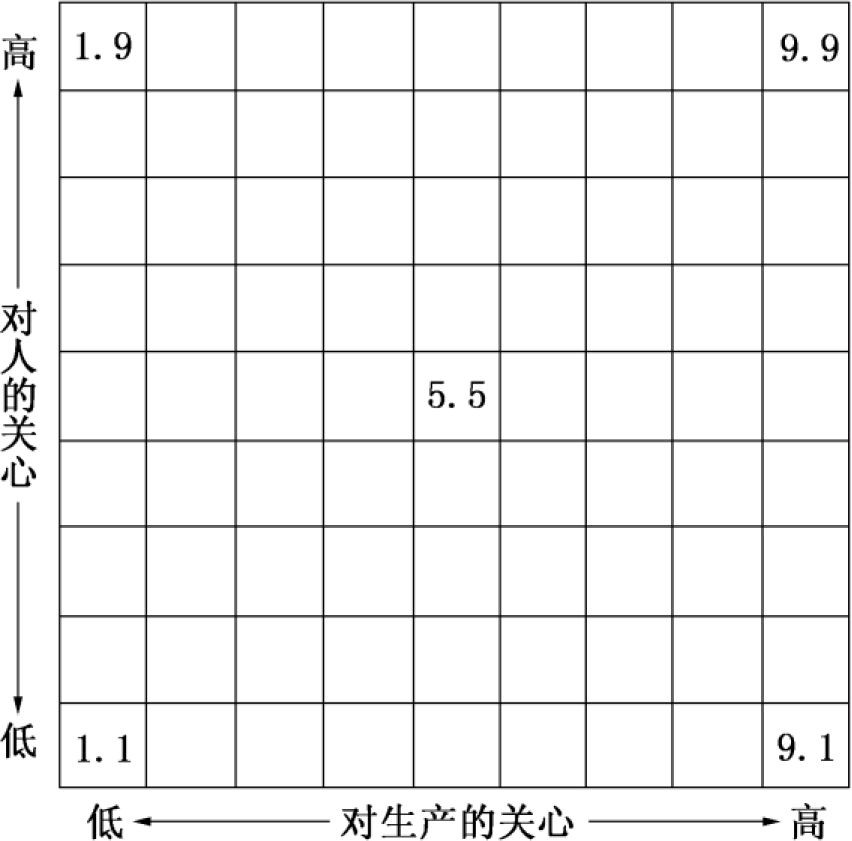 高 1.9 9.9
对人的关心
5.5
低 1.1 9.1
低 对生产的关心 高